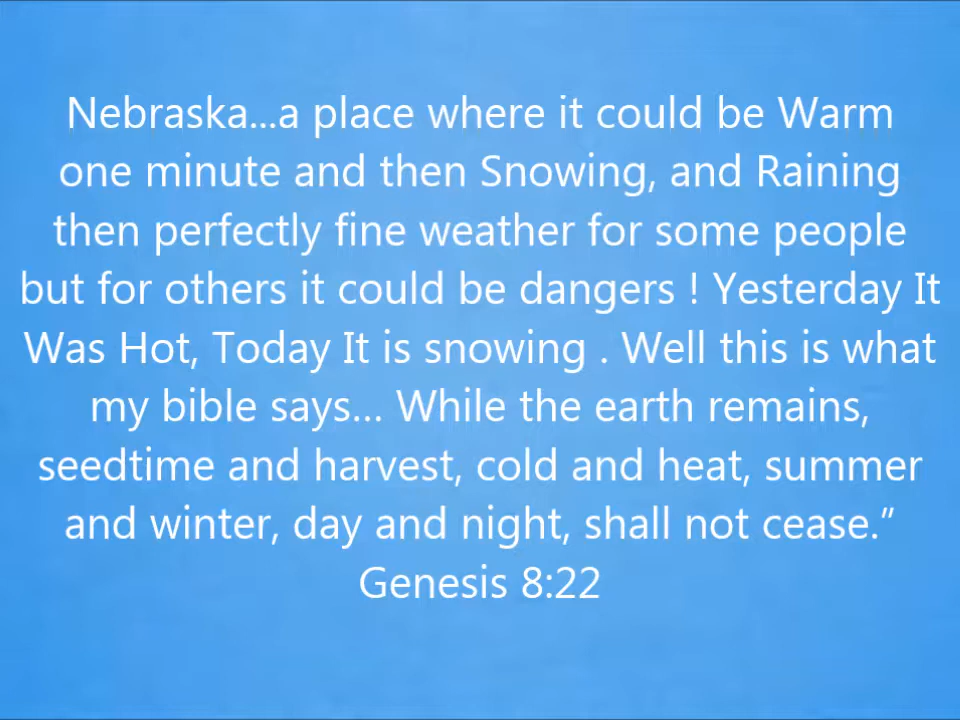 Nebraska...a place where it could be Warm
one minute and then Snowing, and Raining
then perfectly fine weather for some people
but for others it could be dangers ! Yesterday It
Was Hot, Today It is snowing . Well this is what
my bible says... While the earth remains,
seedtime and harvest, cold and heat, summer
and winter, day and night, shall not cease.”
Genesis 8:22